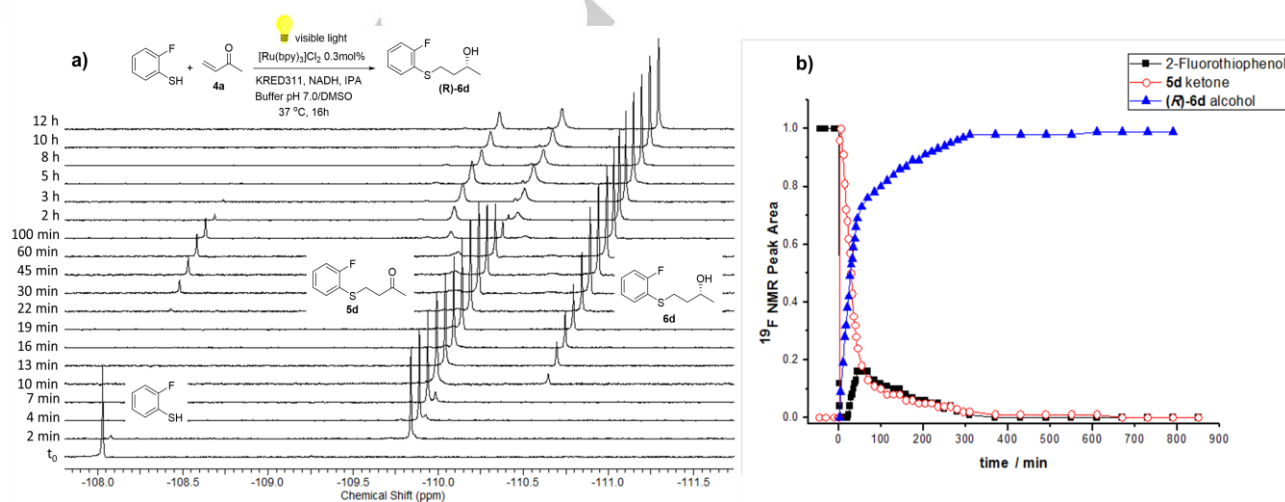 a)
visible light
[Ru(bpy)3]Cl2 0.3mol%
KRED311, NADH, IPA
Buffer pH 7.0/DMSO
37 °C, 16h
F
SH
+
O
4a
F
S
OH
(R)-6d
12 h
10 h
8 h
5 h
3 h
2 h
100 min
60 min
45 min
30 min
22 min
19 min
16 min
13 min
10 min
7 min
4 min
2 min
t0
F
S
O
5d
F
S
OH
6d
F
SH
-108.0
-108.5
-109.0
-109.5
-110.0
-110.5
-111.0
-111.5
Chemical Shift (ppm)
b)
2-Fluorothiophenol
5d ketone
(R)-6d alcohol
19F NMR Peak Area
1.0
0.8
0.6
0.4
0.2
0.0
0
100
200
300
400
500
600
700
800
900
time / min